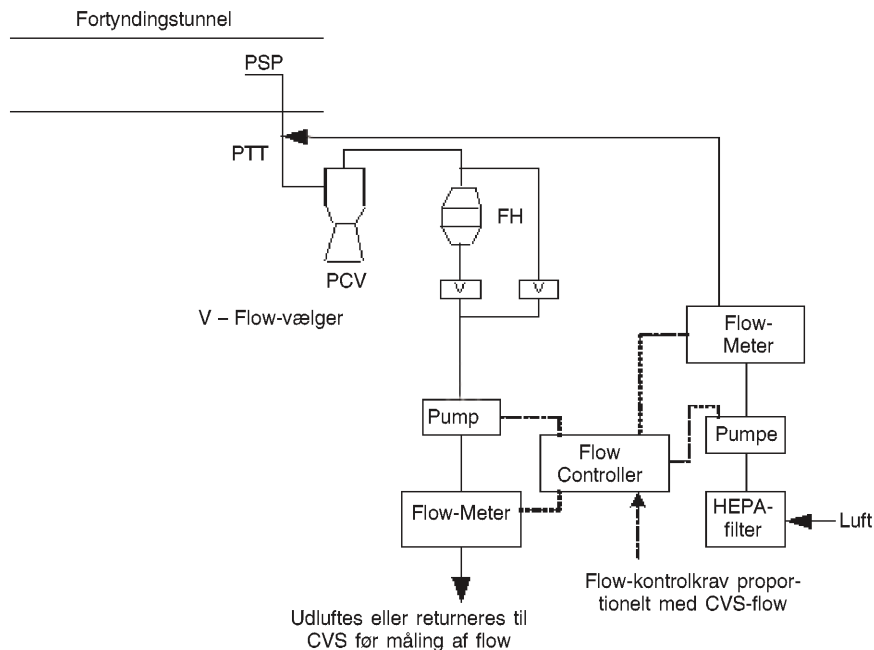 Fortyndingstunnel
PSP
PTT
FH
PCV
V
V
V – Flow-vælger
Flow-
Meter
Pump
Pumpe
Flow
Controller
Flow-Meter
HEPA-
filter
Luft
Flow-kontrolkrav propor-
tionelt med CVS-flow
Udluftes eller returneres til
CVS før måling af flow